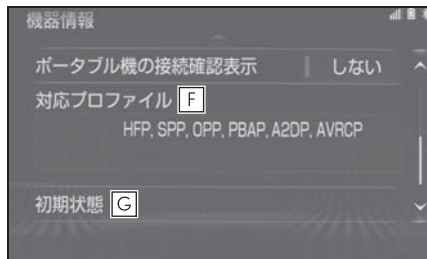 機器情報
ポータブル機の接続確認表示 しない
対応プロファイル F
HFP, SPP, OPP, PBAP, A2DP, AVRCP
初期状態 G